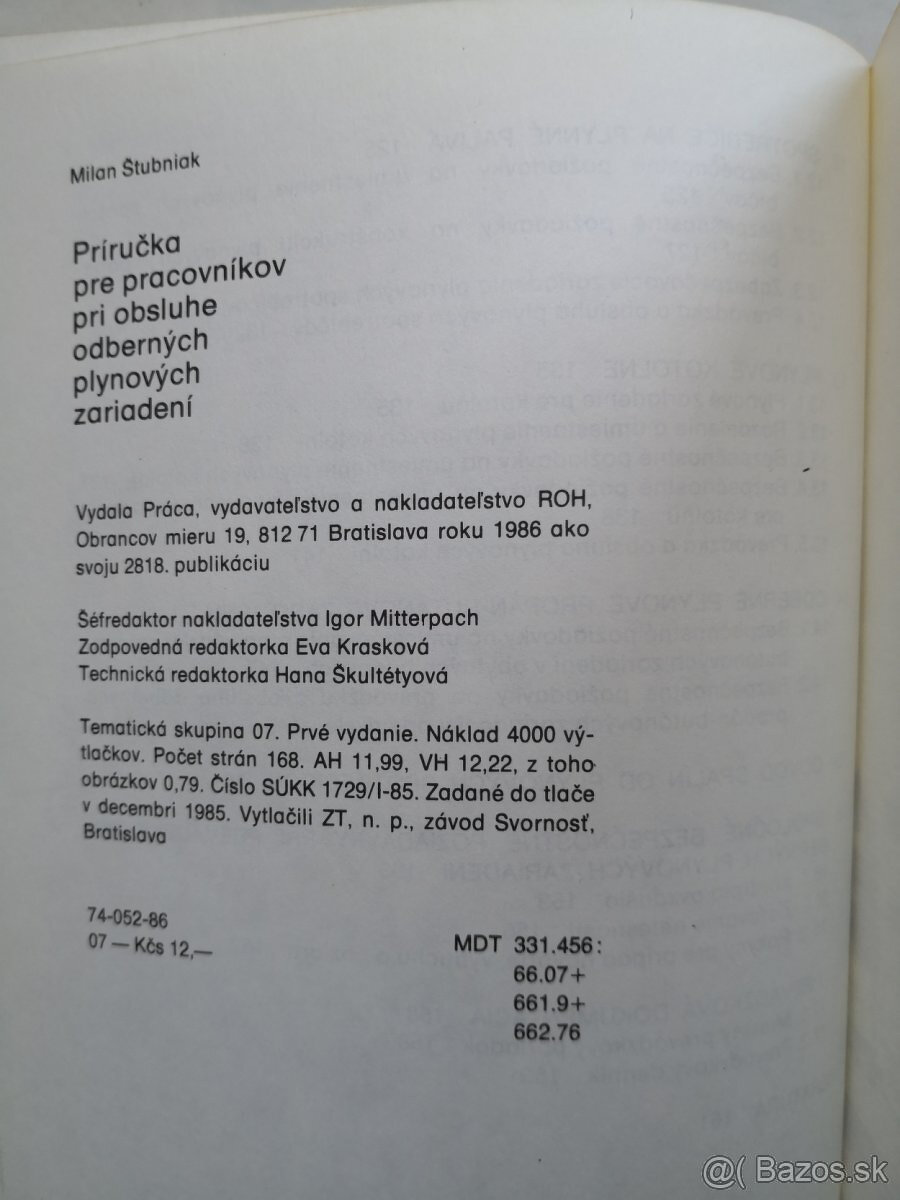 Milan Štubniak
Príručka
pre pracovníkov
pri obsluhe
odberných
plynových
zariadení
Vydala Práca, vydavateľstvo a nakladateľstvo ROH,
Obrancov mieru 19, 812 71 Bratislava roku 1986 ako
svoju 2818. publikáciu
Šéfredaktor nakladateľstva Igor Mitterpach
Zodpovedná redaktorka Eva Krasková
Technická redaktorka Hana Škultétyová
Tematická skupina 07. Prvé vydanie. Náklad 4000 vý-
tlačkov. Počet strán 168. AH 11,99, VH 12,22, z toho
obrázkov 0,79. Číslo SÚKK 1729/I-85. Zadané do tlače
v decembri 1985. Vytlačili ZT, n. p., závod Svornosť,
Bratislava
74-052-86
07 — Kčs 12,—
MDT 331.456:
66.07+
661.9+
662.76
@( Bazos.sk